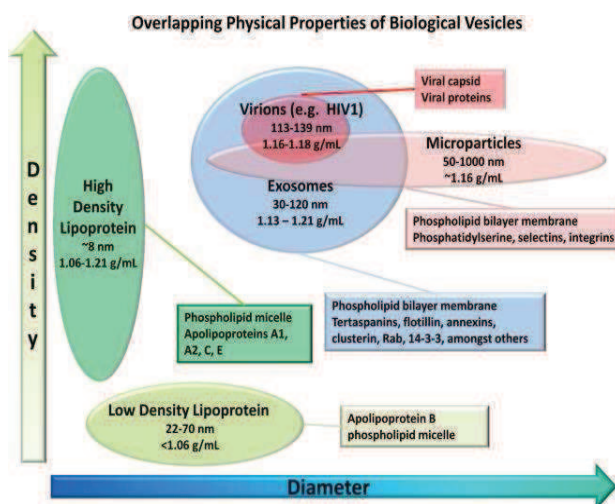 Overlapping Physical Properties of Biological Vesicles
Density
Viral capsid
Viral proteins
Virions (e.g. HIV1)
113-139 nm
1.16-1.18 g/mL
Microparticles
50-1000 nm
~1.16 g/mL
High
Density
Lipoprotein
~8 nm
1.06-1.21 g/mL
Exosomes
30-120 nm
1.13 – 1.21 g/mL
Phospholipid bilayer membrane
Phosphatidylserine, selectins, integrins
Phospholipid micelle
Apolipoproteins A1,
A2, C, E
Phospholipid bilayer membrane
Tertaspanins, flotillin, annexins,
clusterin, Rab, 14-3-3, amongst others
Low Density Lipoprotein
22-70 nm
<1.06 g/mL
Apolipoprotein B
phospholipid micelle
Diameter